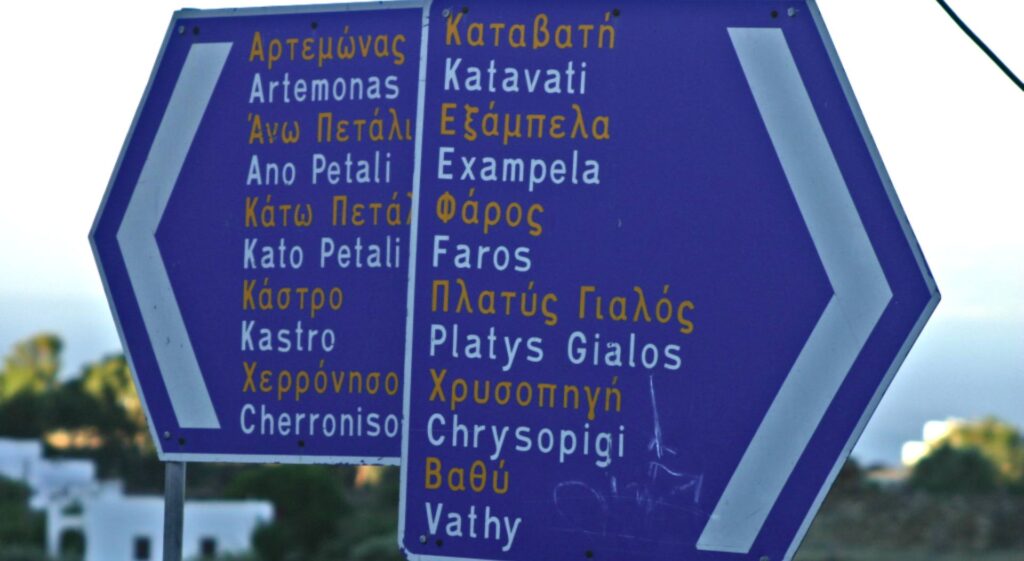 Αρτεμώνας
Artemonas
Άνω Πετάλι
Ano Petali
Κάτω
Kato Petali
Κάστρο
Kastro
Χερρόνησο
Cherroniso
Καταβατή
Katavati
Εξάμπελα
Exampela
Φάρος
Faros
Πλατύς Γιαλός
Platys Gialos
Χρυσοπηγή
Chrysopigi
Βαθύ
Vathy